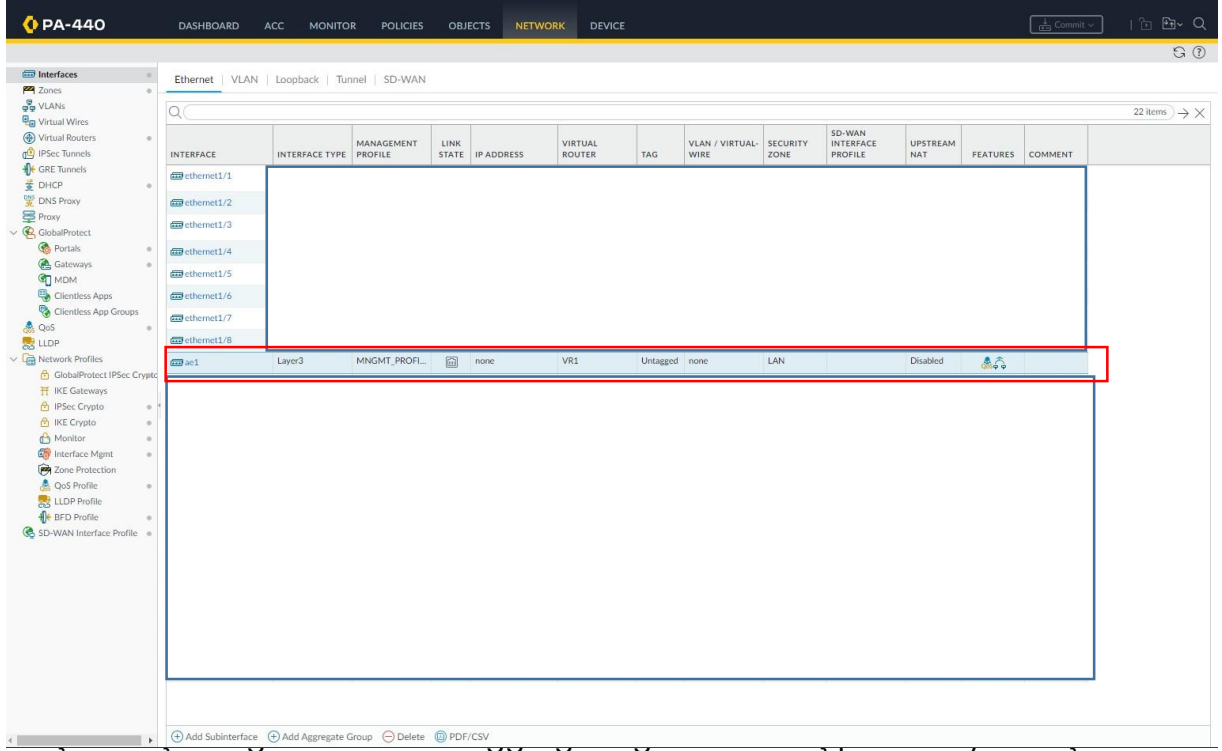 PA-440 DASHBOARD ACC MONITOR POLICIES OBJECTS NETWORK DEVICE Commit
Interfaces
Zones
VLANs
Virtual Wires
Virtual Routers
IPSec Tunnels
GRE Tunnels
DHCP
DNS Proxy
Proxy
GlobalProtect
Portals
Gateways
MDM
Clientless Apps
Clientless App Groups
QoS
LLDP
Network Profiles
GlobalProtect IPSec Crypto
IKE Gateways
IPSec Crypto
IKE Crypto
Monitor
Interface Mgmt
Zone Protection
QoS Profile
LLDP Profile
BFD Profile
SD-WAN Interface Profile
Ethernet | VLAN | Loopback | Tunnel | SD-WAN
22 items
INTERFACE INTERFACE TYPE MANAGEMENT PROFILE LINK STATE IP ADDRESS VIRTUAL ROUTER TAG VLAN / VIRTUAL-WIRE SECURITY ZONE SD-WAN INTERFACE PROFILE UPSTREAM NAT FEATURES COMMENT
ethernet1/1
ethernet1/2
ethernet1/3
ethernet1/4
ethernet1/5
ethernet1/6
ethernet1/7
ethernet1/8
ae1 Layer3 MNGMT_PROFI... none VR1 Untagged none LAN Disabled
Add Subinterface Add Aggregate Group Delete PDF/CSV